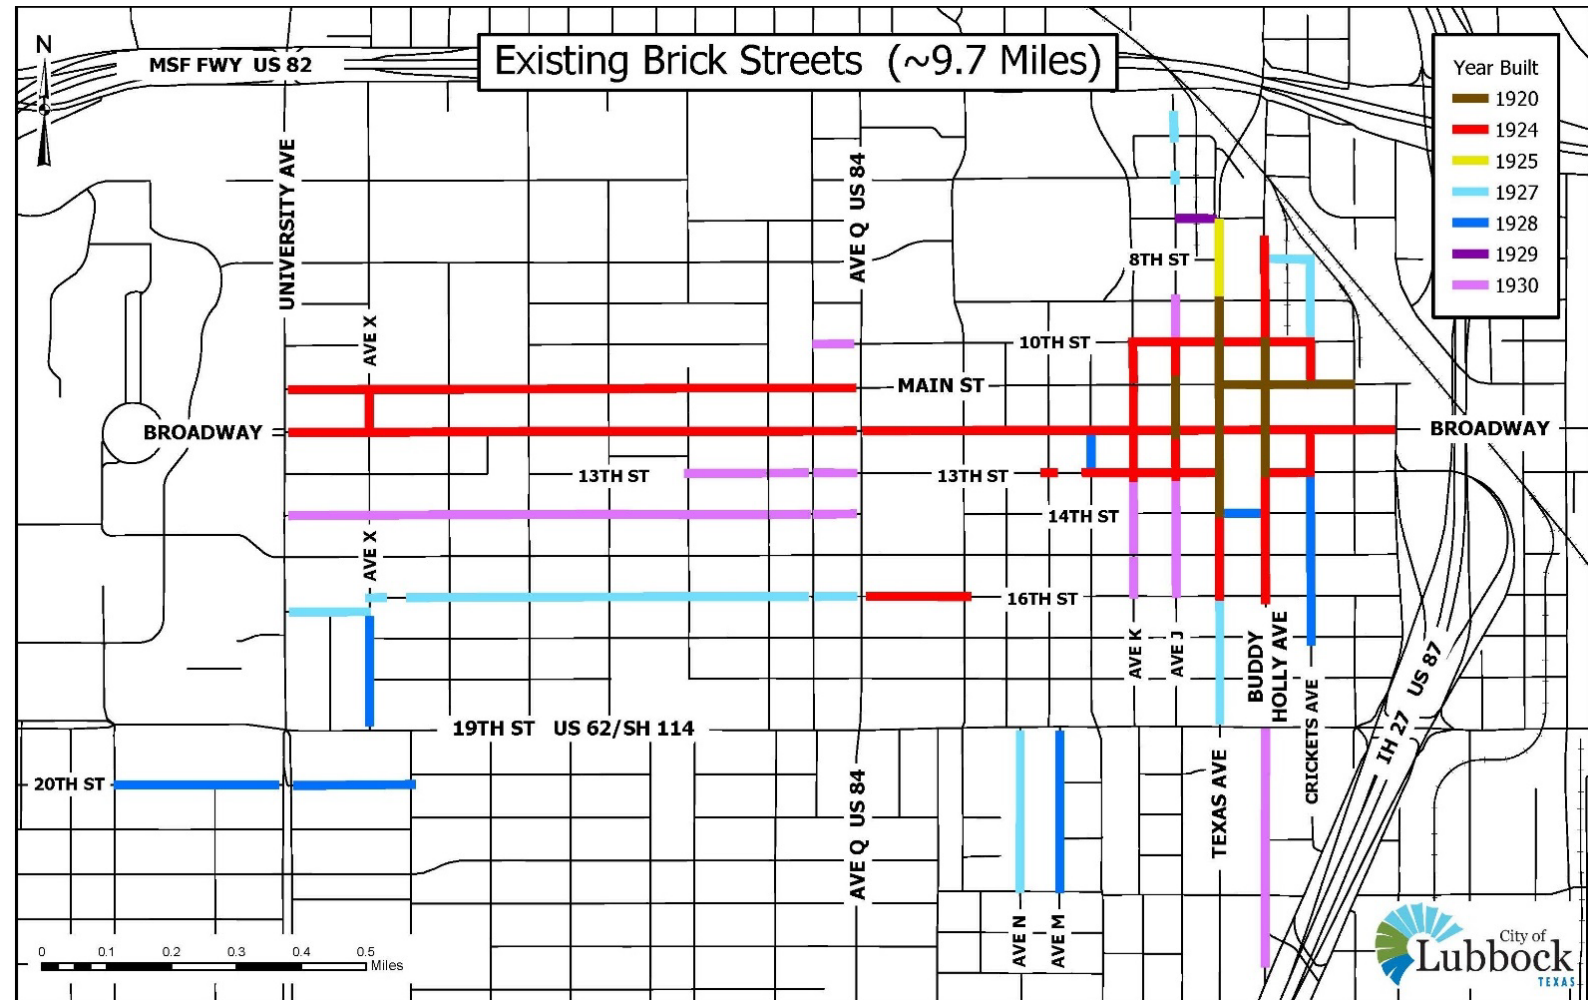 Existing Brick Streets (~9.7 Miles)
N
MSF FWY US 82
Year Built
1920
1924
1925
1927
1928
1929
1930
UNIVERSITY AVE
AVE Q US 84
8TH ST
AVE X
10TH ST
MAIN ST
BROADWAY
BROADWAY
13TH ST
13TH ST
14TH ST
AVE X
16TH ST
AVE K
AVE J
BUDDY
HOLLY AVE
CRICKETS AVE
IH 27 US 87
19TH ST US 62/SH 114
20TH ST
AVE Q US 84
TEXAS AVE
AVE N
AVE M
0 0.1 0.2 0.3 0.4 0.5
Miles
City of
Lubbock
TEXAS